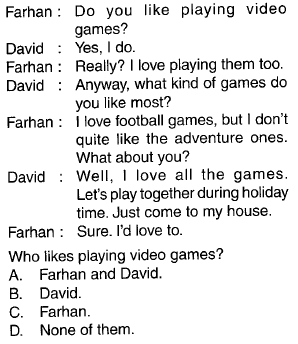 Farhan : Do you like playing video
games?
David : Yes, I do.
Farhan : Really? I love playing them too.
David : Anyway, what kind of games do
you like most?
Farhan : I love football games, but I don't
quite like the adventure ones.
What about you?
David : Well, I love all the games.
Let's play together during holiday
time. Just come to my house.
Farhan : Sure. I'd love to.
Who likes playing video games?
A. Farhan and David.
B. David.
C. Farhan.
D. None of them.